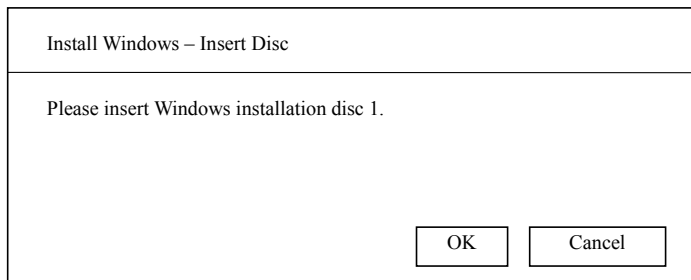 Install Windows – Insert Disc
Please insert Windows installation disc 1.
OK Cancel